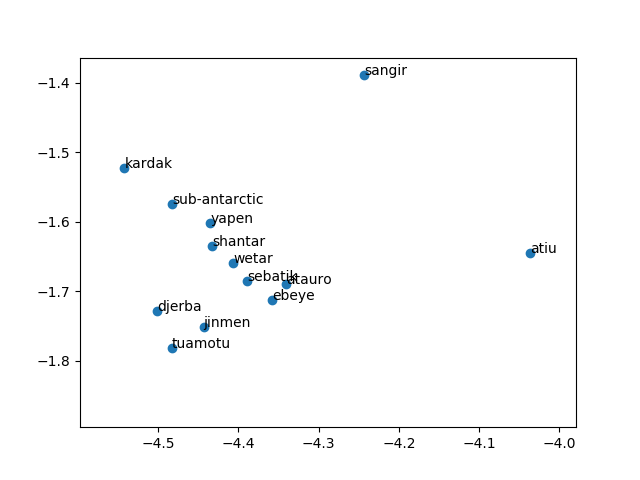 sangir
−1.4
−1.5
kardak
sub-antarctic
−1.6
yapen
shantar
atiu
wetar
sebatik
atauro
−1.7
ebeye
djerba
jinmen
tuamotu
−1.8
−4.5
−4.4
−4.3
−4.2
−4.1
−4.0